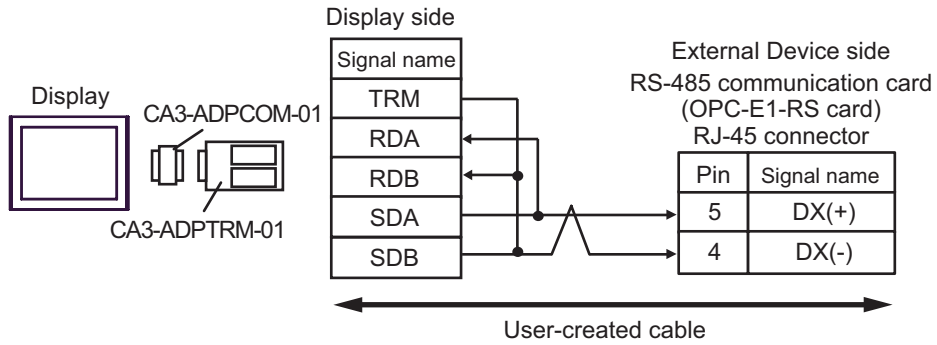 Display side
External Device side
RS-485 communication card
(OPC-E1-RS card)
RJ-45 connector
Display
CA3-ADPCOM-01
CA3-ADPTRM-01
Signal name
TRM
RDA
RDB
SDA
SDB
Pin Signal name
5 DX(+)
4 DX(-)
User-created cable